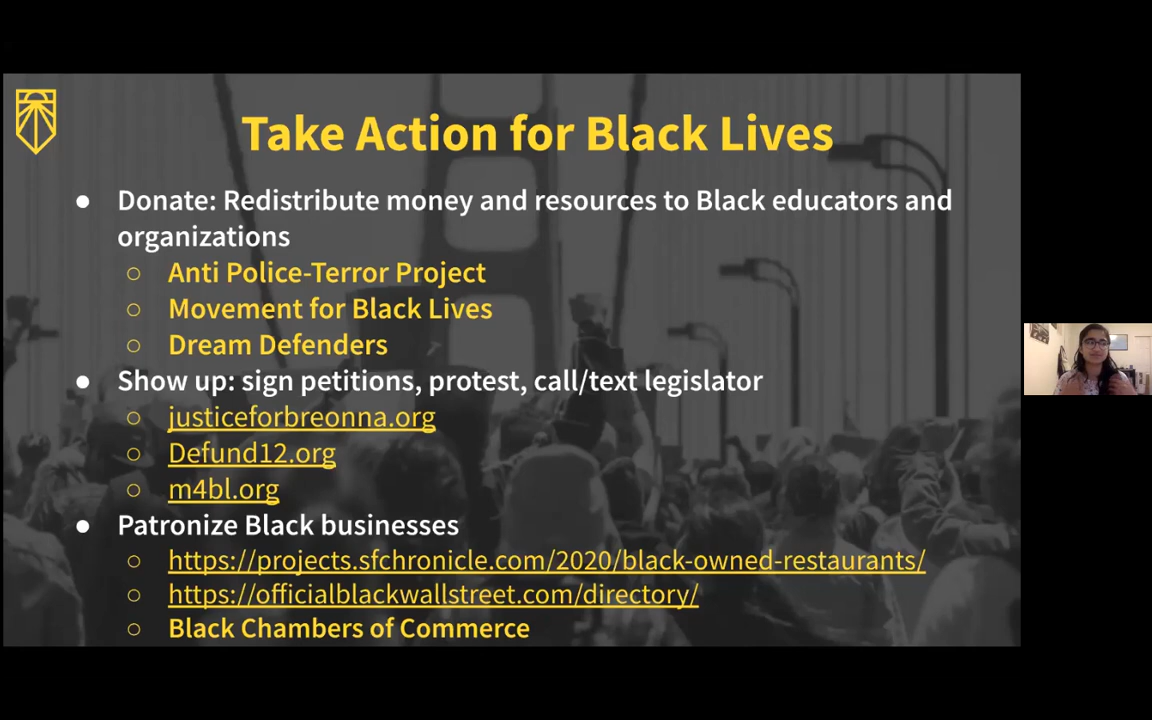 Take Action for Black Lives
● Donate: Redistribute money and resources to Black educators and
organizations
○ Anti Police-Terror Project
○ Movement for Black Lives
○ Dream Defenders
● Show up: sign petitions, protest, call/text legislator
○ justiceforbreonna.org
○ Defund12.org
○ m4bl.org
● Patronize Black businesses
○ https://projects.sfchronicle.com/2020/black-owned-restaurants/
○ https://officialblackwallstreet.com/directory/
○ Black Chambers of Commerce